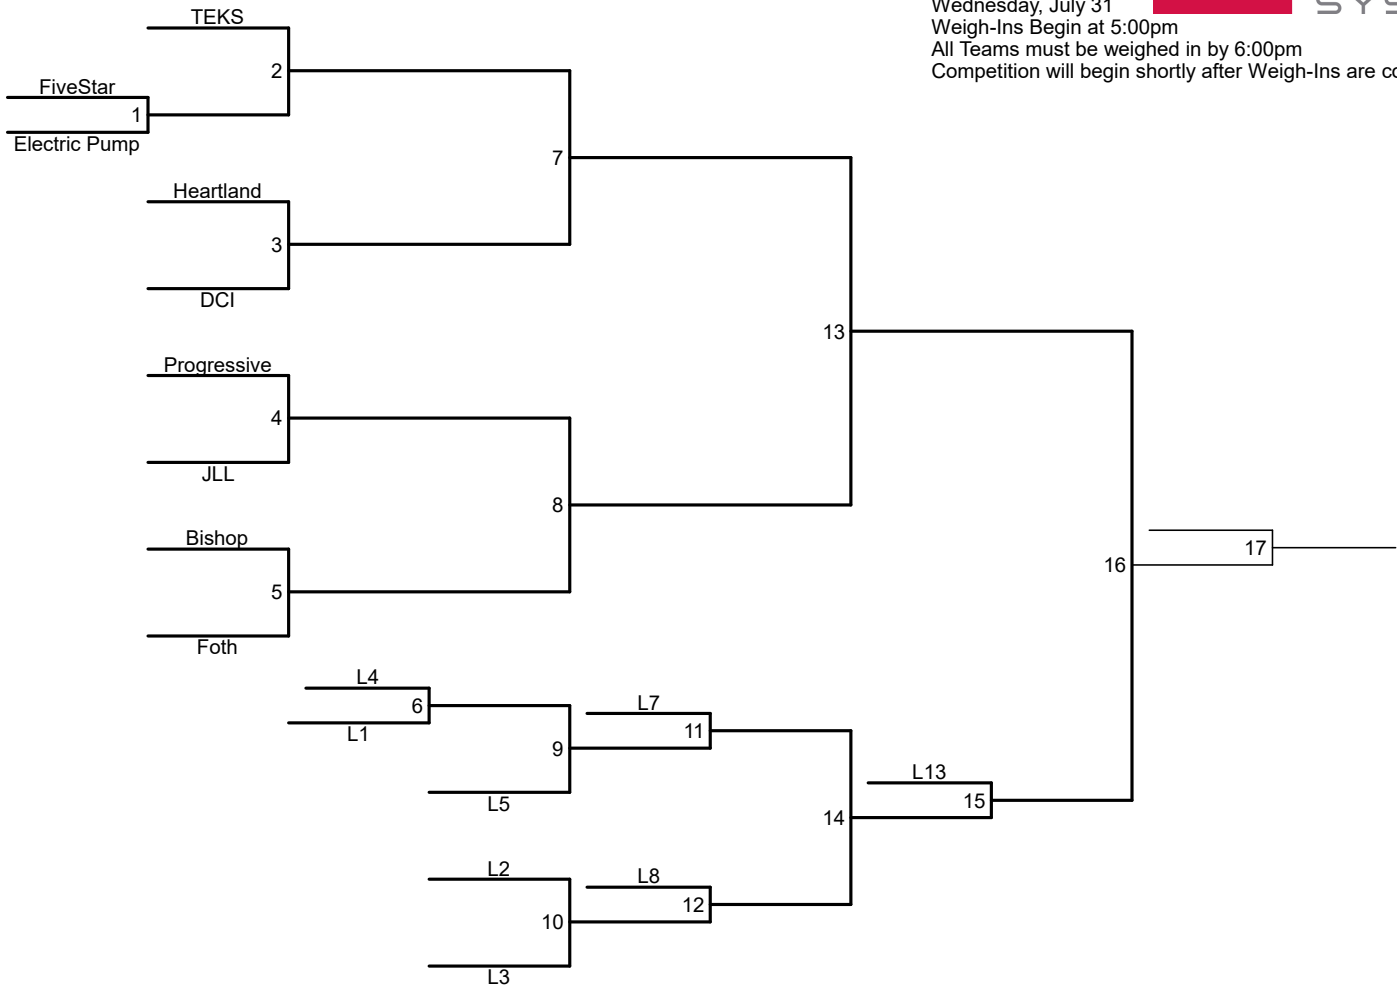 Wednesday, July 31
Weigh-Ins Begin at 5:00pm
All Teams must be weighed in by 6:00pm
Competition will begin shortly after Weigh-Ins are co
SYS
TEKS
2
FiveStar
1
Electric Pump
7
Heartland
3
DCI
13
Progressive
4
JLL
8
Bishop
17
16
5
Foth
L4
6
L1
L7
11
9
L13
15
L5
14
L2
L8
12
10
L3